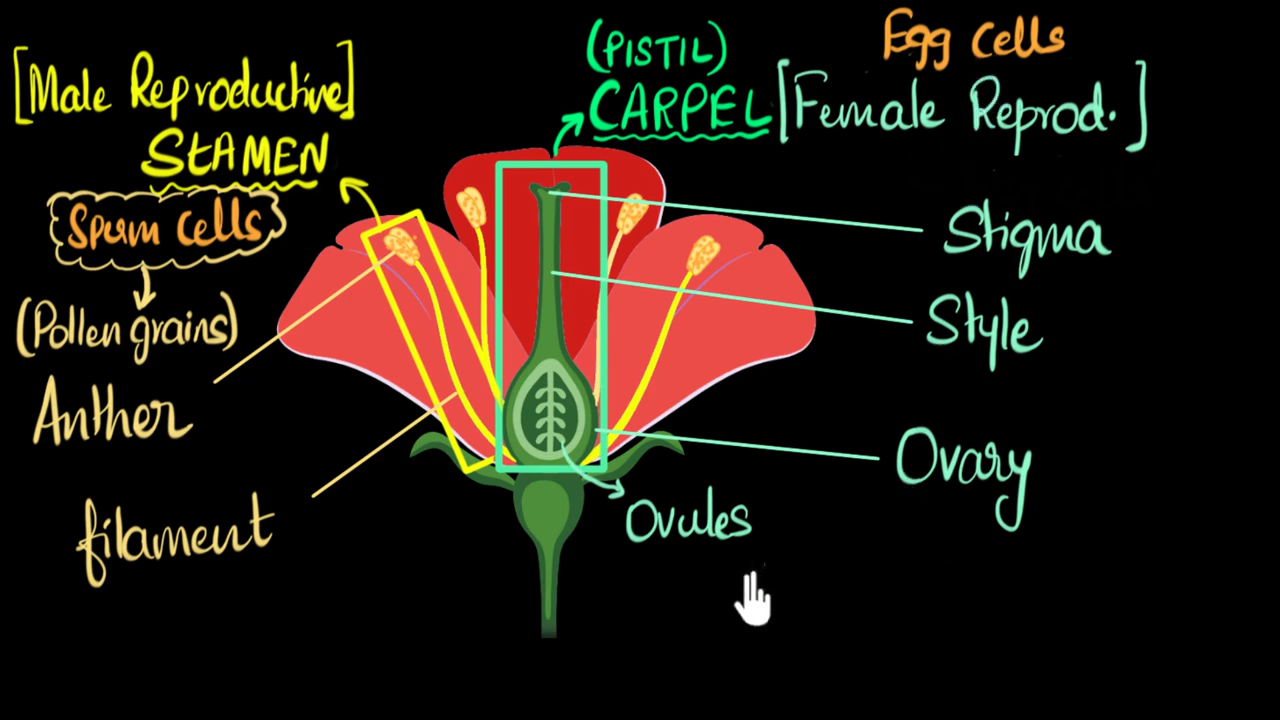 [Male Reproductive]
STAMEN
Sperm cells
(Pollen grains)
Anther
filament
(PISTIL)
CARPEL [Female Reprod.]
Egg cells
Stigma
Style
Ovary
Ovules